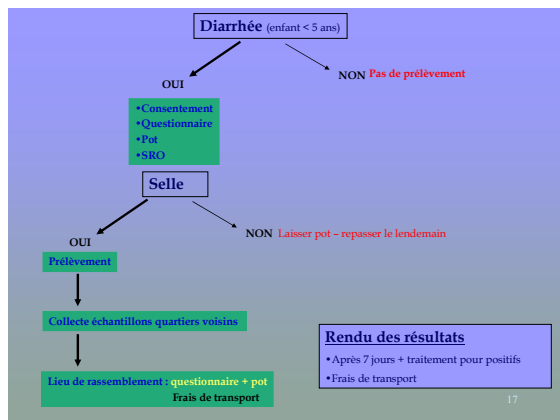 Diarrhée (enfant < 5 ans)
NON Pas de prélèvement
OUI
•Consentement
•Questionnaire
•Pot
•SRO
Selle
NON Laisser pot – repasser le lendemain
OUI
Prélèvement
Collecte échantillons quartiers voisins
Lieu de rassemblement : questionnaire + pot
Frais de transport
Rendu des résultats
•Après 7 jours + traitement pour positifs
•Frais de transport
17